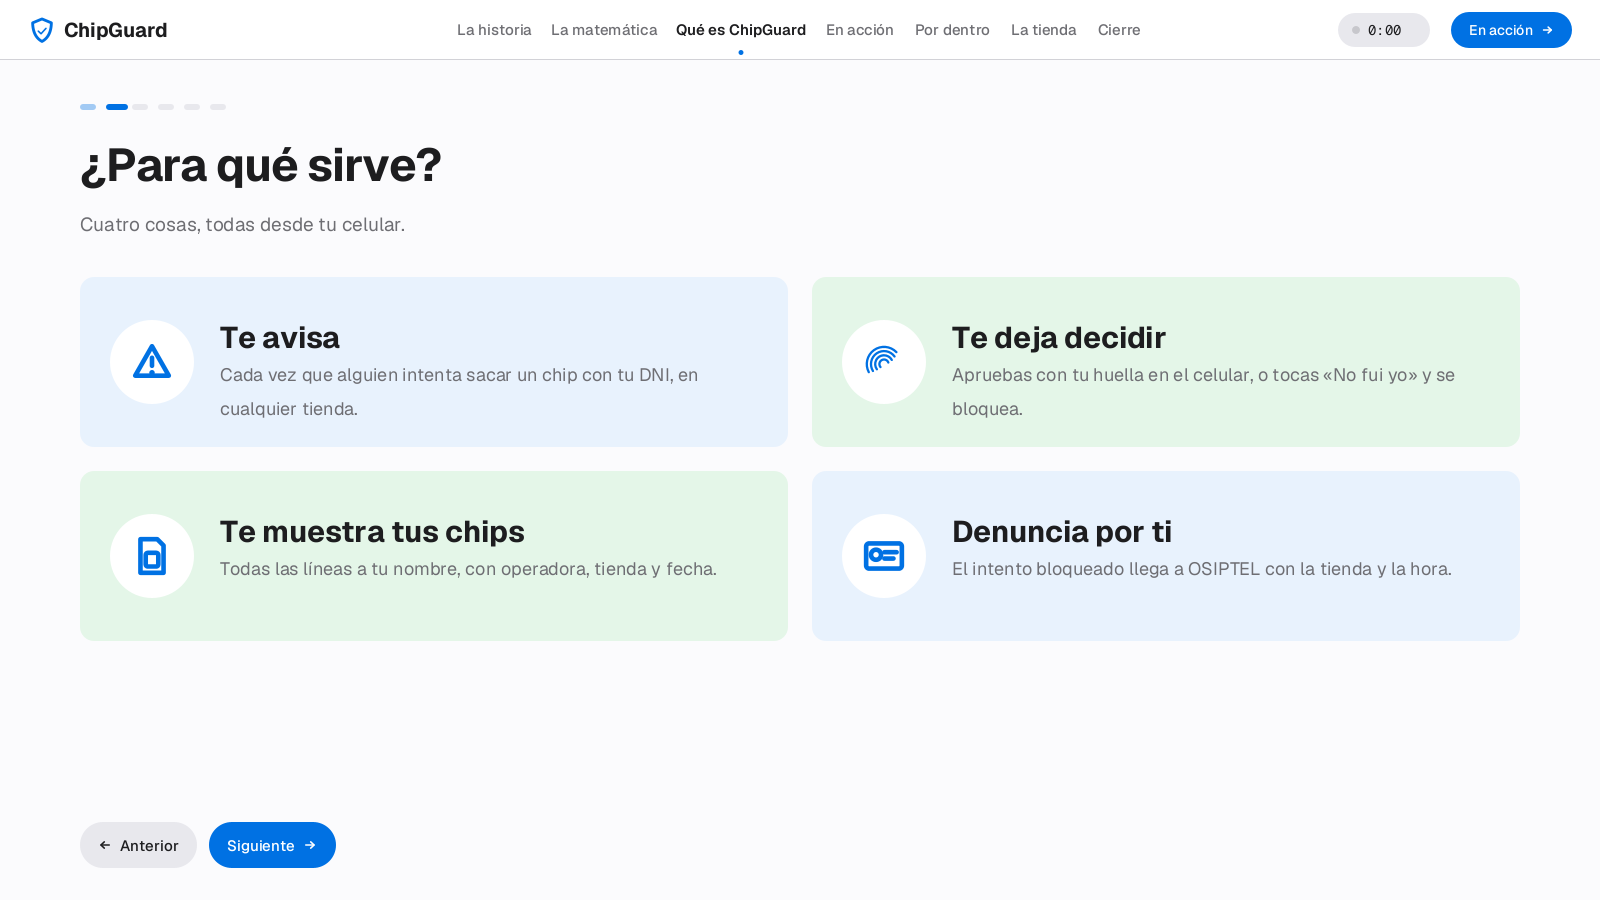 ChipGuard
La historia
La matemática
Qué es ChipGuard
En acción
Por dentro
La tienda
Cierre
0:00
En acción →
¿Para qué sirve?
Cuatro cosas, todas desde tu celular.
Te avisa
Cada vez que alguien intenta sacar un chip con tu DNI, en
cualquier tienda.
Te deja decidir
Apruebas con tu huella en el celular, o tocas «No fui yo» y se
bloquea.
Te muestra tus chips
Todas las líneas a tu nombre, con operadora, tienda y fecha.
Denuncia por ti
El intento bloqueado llega a OSIPTEL con la tienda y la hora.
← Anterior
Siguiente →